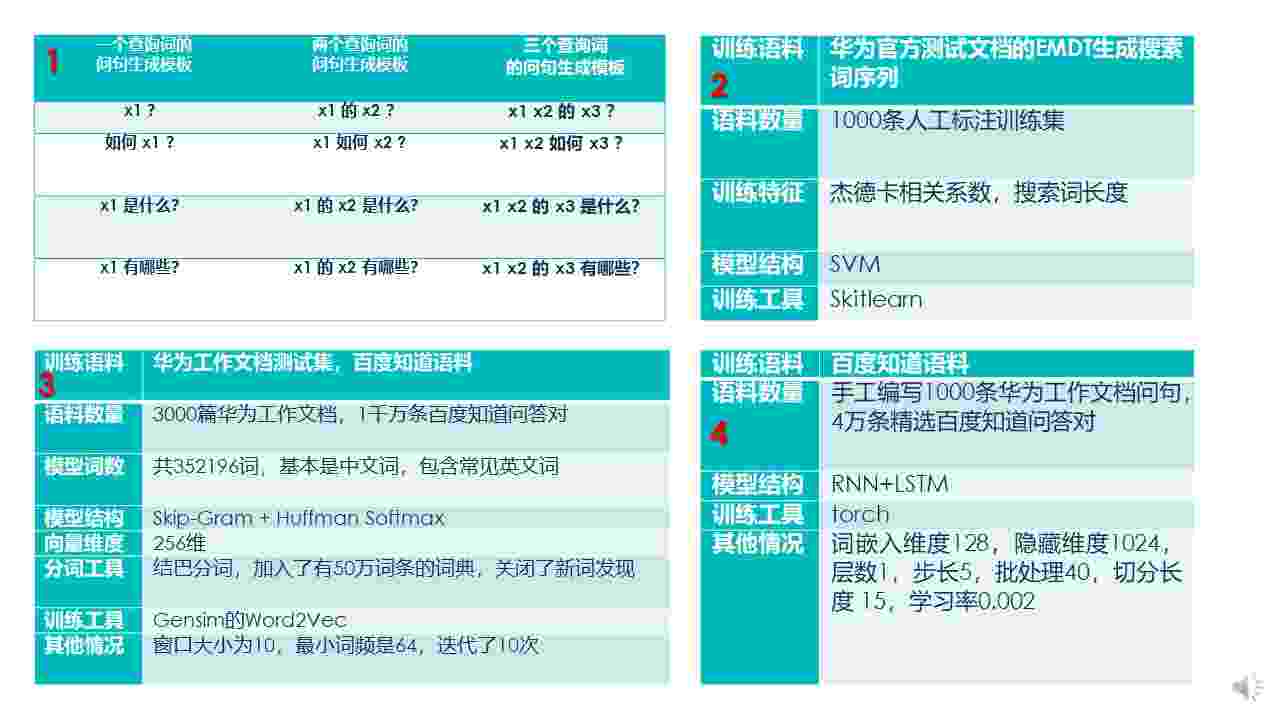 1
一个查询词的 两个查询词的 三个查询词
问句生成模板 问句生成模板 的问句生成模板
x1 ? x1 的 x2 ? x1 x2 的 x3 ?
如何 x1 ? x1 如何 x2 ? x1 x2 如何 x3 ?
x1 是什么? x1 的 x2 是什么? x1 x2 的 x3 是什么?
x1 有哪些? x1 的 x2 有哪些? x1 x2 的 x3 有哪些?
训练语料 华为官方测试文档的EMDT生成搜索
2 词序列
语料数量 1000条人工标注训练集
训练特征 杰德卡相关系数，搜索词长度
模型结构 SVM
训练工具 Skitlearn
训练语料 华为工作文档测试集，百度知道语料
3
语料数量 3000篇华为工作文档，1千万条百度知道问答对
模型词数 共352196词，基本是中文词，包含常见英文词
模型结构 Skip-Gram + Huffman Softmax
向量维度 256维
分词工具 结巴分词，加入了有50万词条的词典，关闭了新词发现
训练工具 Gensim的Word2Vec
其他情况 窗口大小为10，最小词频是64，迭代了10次
训练语料 百度知道语料
语料数量 手工编写1000条华为工作文档问句，
4 4万条精选百度知道问答对
模型结构 RNN+LSTM
训练工具 torch
其他情况 词嵌入维度128，隐藏维度1024，
层数1，步长5，批处理40，切分长
度 15，学习率0.002